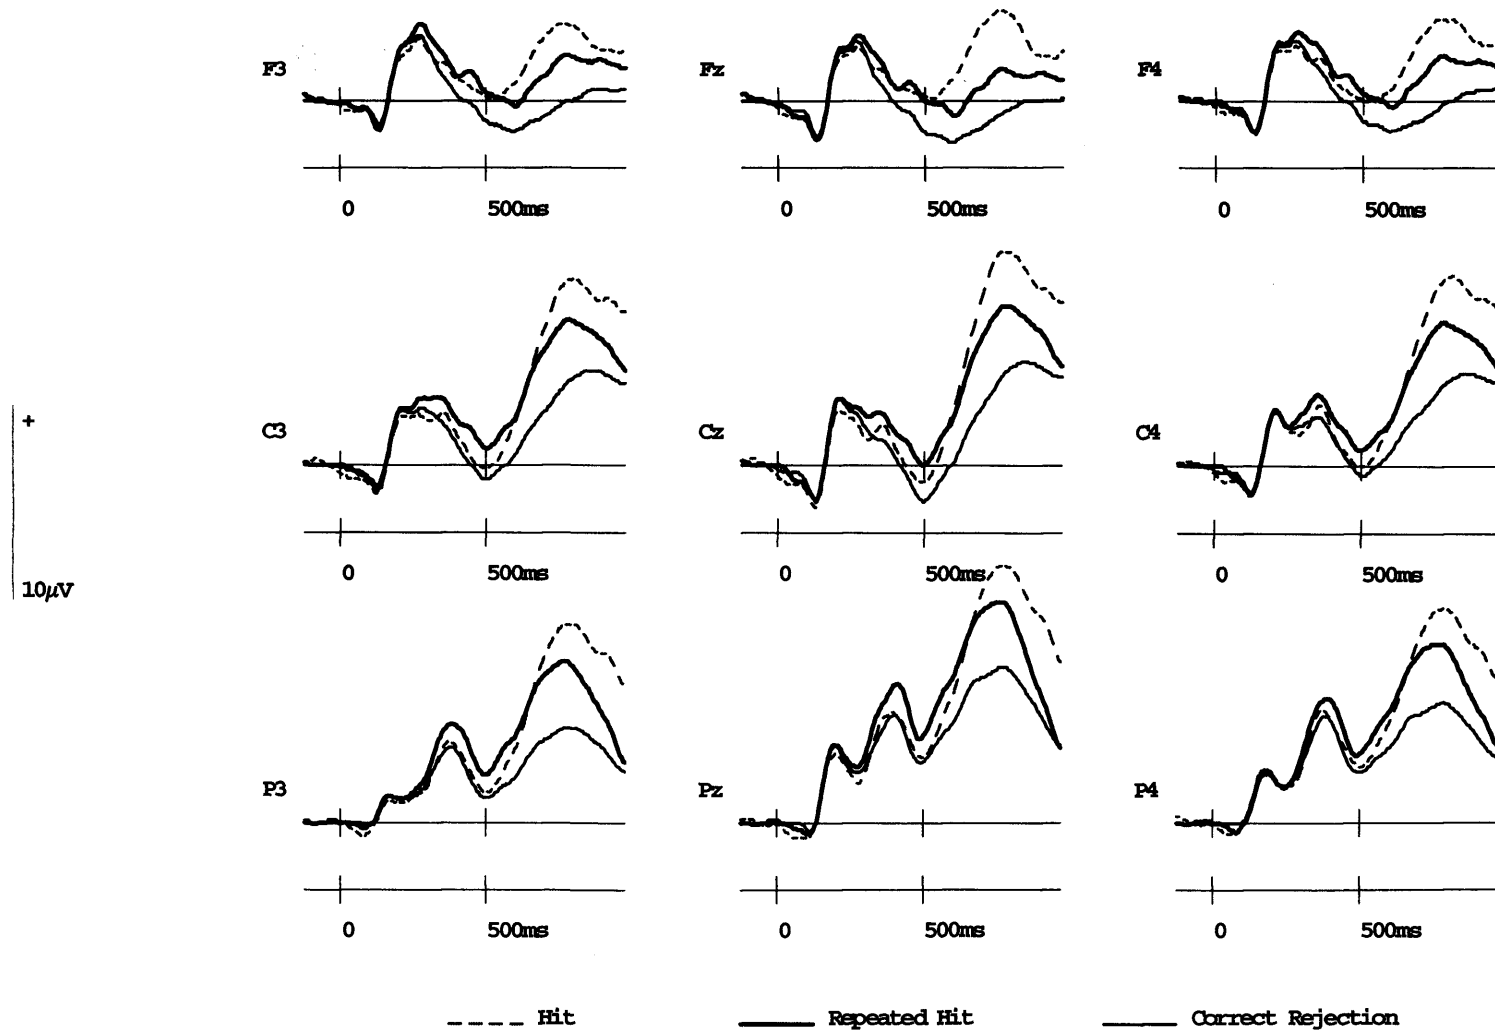 F3
Fz
F4
0 500ms
0 500ms
0 500ms
+
10μV
C3
Cz
C4
0 500ms
0 500ms
0 500ms
P3
Pz
P4
0 500ms
0 500ms
0 500ms
Hit
Repeated Hit
Correct Rejection